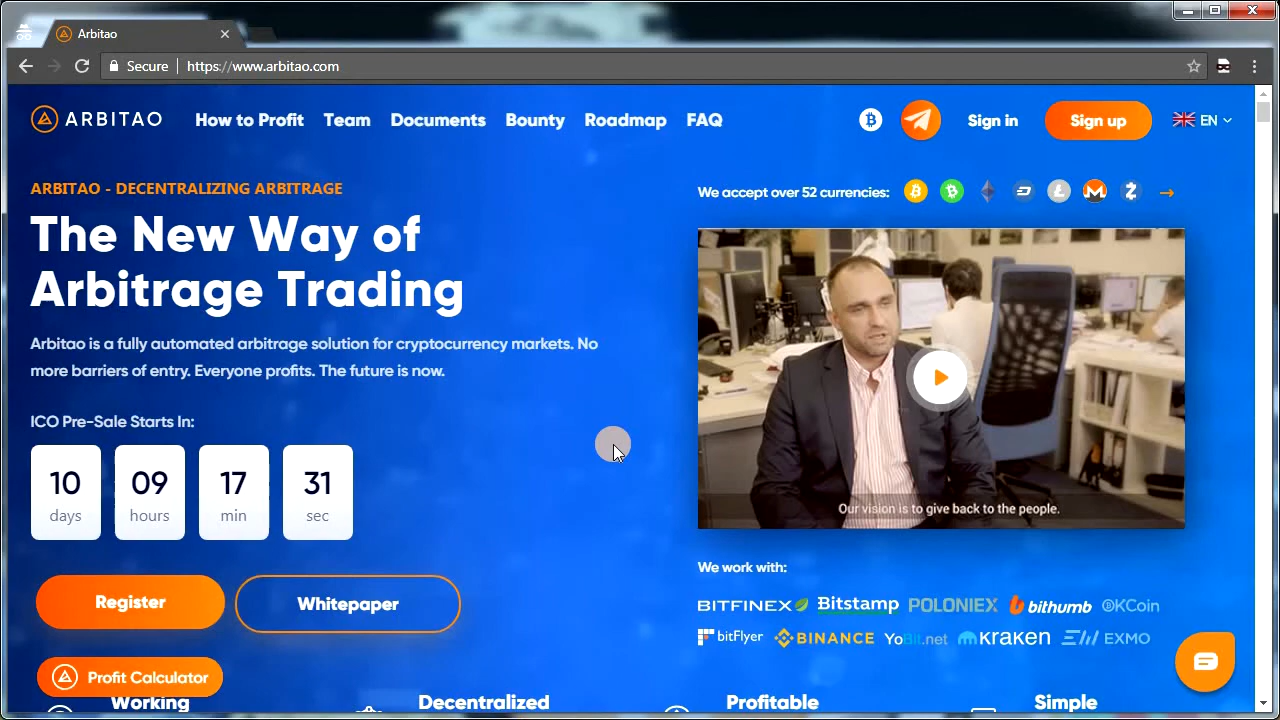 Arbitao
Secure
https://www.arbitao.com
ARBITAO
How to Profit
Team
Documents
Bounty
Roadmap
FAQ
Sign in
Sign up
EN
ARBITAO - DECENTRALIZING ARBITRAGE
The New Way of
Arbitrage Trading
Arbitao is a fully automated arbitrage solution for cryptocurrency markets. No
more barriers of entry. Everyone profits. The future is now.
ICO Pre-Sale Starts In:
10 09 17 31
days hours min sec
Register
Whitepaper
Profit Calculator
We accept over 52 currencies:
Our vision is to give back to the people.
We work with:
BITFINEX Bitstamp POLONIEX bithumb OKCoin
bitFlyer BINANCE YoBit.net kraken EXMO
Working
Decentralized
Profitable
Simple